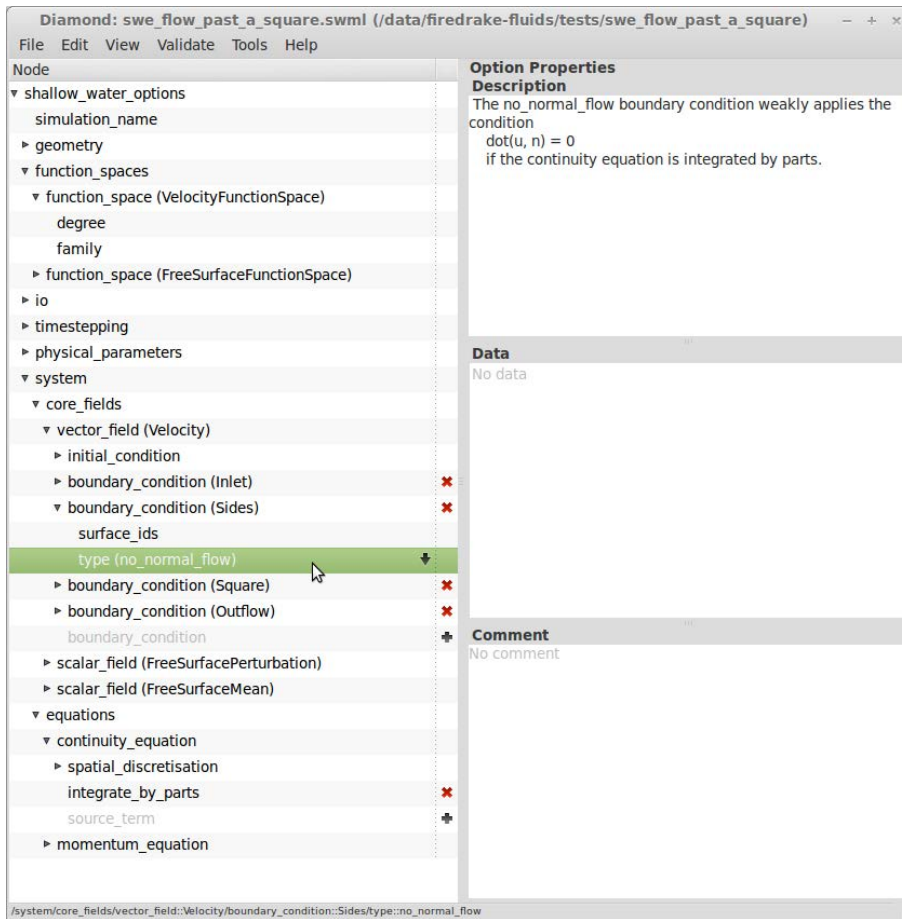 Diamond: swe_flow_past_a_square.swml (/data/firedrake-fluids/tests/swe_flow_past_a_square)
File Edit View Validate Tools Help
Node
shallow_water_options
simulation_name
geometry
function_spaces
function_space (VelocityFunctionSpace)
degree
family
function_space (FreeSurfaceFunctionSpace)
io
timestepping
physical_parameters
system
core_fields
vector_field (Velocity)
initial_condition
boundary_condition (Inlet)
boundary_condition (Sides)
surface_ids
type (no_normal_flow)
boundary_condition (Square)
boundary_condition (Outflow)
boundary_condition
scalar_field (FreeSurfacePerturbation)
scalar_field (FreeSurfaceMean)
equations
continuity_equation
spatial_discretisation
integrate_by_parts
source_term
momentum_equation
Option Properties
Description
The no_normal_flow boundary condition weakly applies the
condition
dot(u, n) = 0
if the continuity equation is integrated by parts.
Data
No data
Comment
No comment
/system/core_fields/vector_field::Velocity/boundary_condition::Sides/type::no_normal_flow